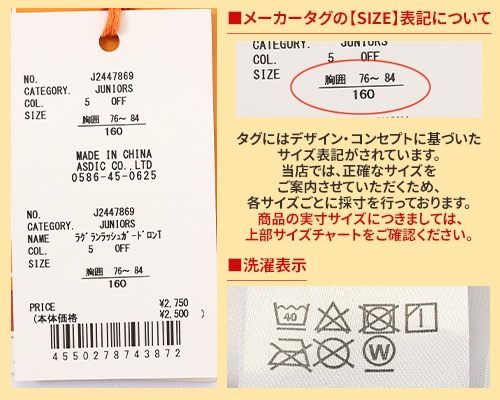 NO. J2447869
CATEGORY. JUNIORS
COL. 5 OFF
SIZE 胸囲 76~ 84
160
MADE IN CHINA
ASDIC CO.,LTD
0586-45-0625
NO. J2447869
CATEGORY. JUNIORS
NAME ラグランラッシュガードロンT
COL. 5 OFF
SIZE 胸囲 76~ 84
160
PRICE ¥2,750
(本体価格 ¥2,500 )
4550278743872
■メーカータグの【SIZE】表記について
CATEGORY. JUNIORS
COL. 5 OFF
SIZE 胸囲 76~ 84
160
タグにはデザイン・コンセプトに基づいた
サイズ表記がされています。
当店では、正確なサイズを
ご案内させていただくため、
各サイズごとに採寸を行っております。
商品の実寸サイズにつきましては、
上部サイズチャートをご確認ください。
■洗濯表示
40
W